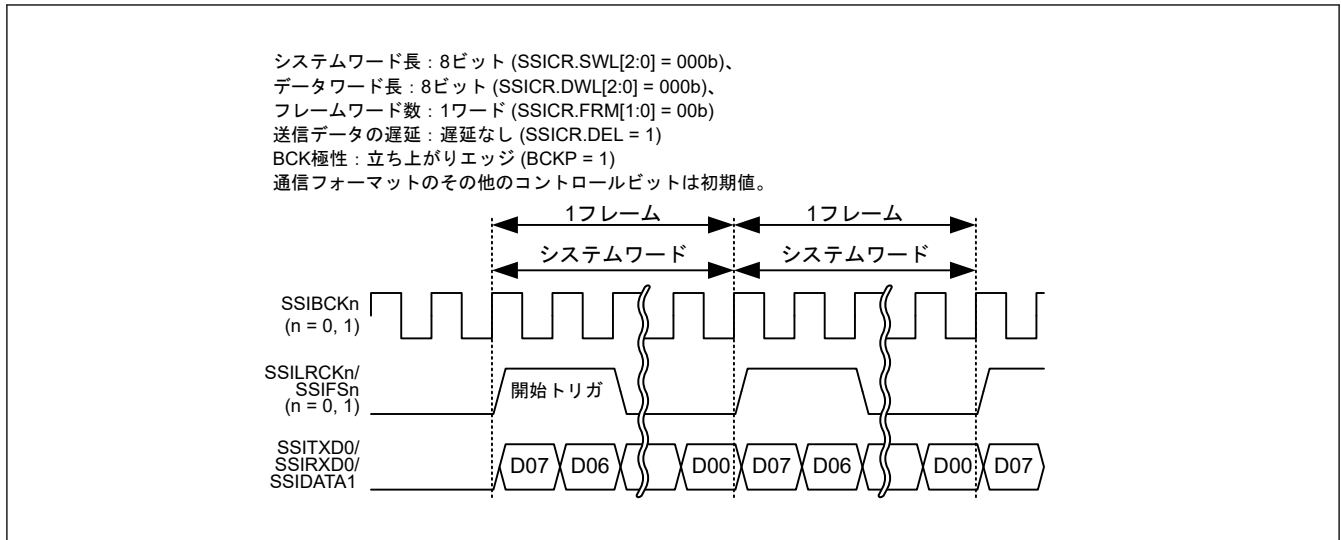 システムワード長：8ビット (SSICR.SWL[2:0] = 000b)、
データワード長：8ビット (SSICR.DWL[2:0] = 000b)、
フレームワード数：1ワード (SSICR.FRM[1:0] = 00b)
送信データの遅延：遅延なし (SSICR.DEL = 1)
BCK極性：立ち上がりエッジ (BCKP = 1)
通信フォーマットのその他のコントロールビットは初期値。
1フレーム 1フレーム
システムワード システムワード
SSIBCKn
(n = 0, 1)
SSILRCKn/
SSIFSn
(n = 0, 1)
開始トリガ
SSITXD0/
SSIRXD0/
SSIDATA1
D07 D06 D00 D07 D06 D00 D07